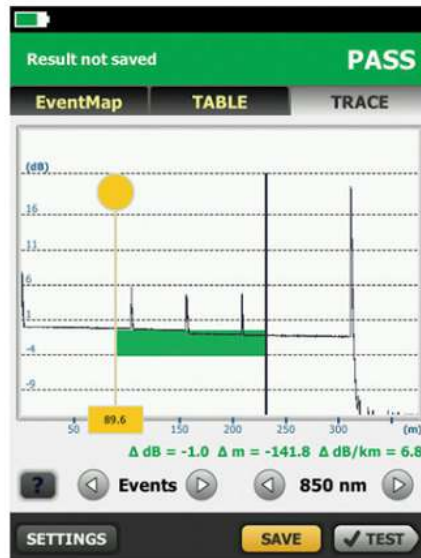 Result not saved PASS
EventMap TABLE TRACE
(dB)
16
11
6
1
-4
-9
50 89.6 150 200 250 300 (m)
Δ dB = -1.0 Δ m = -141.8 Δ dB/km = 6.8
? Events 850 nm
SETTINGS SAVE TEST